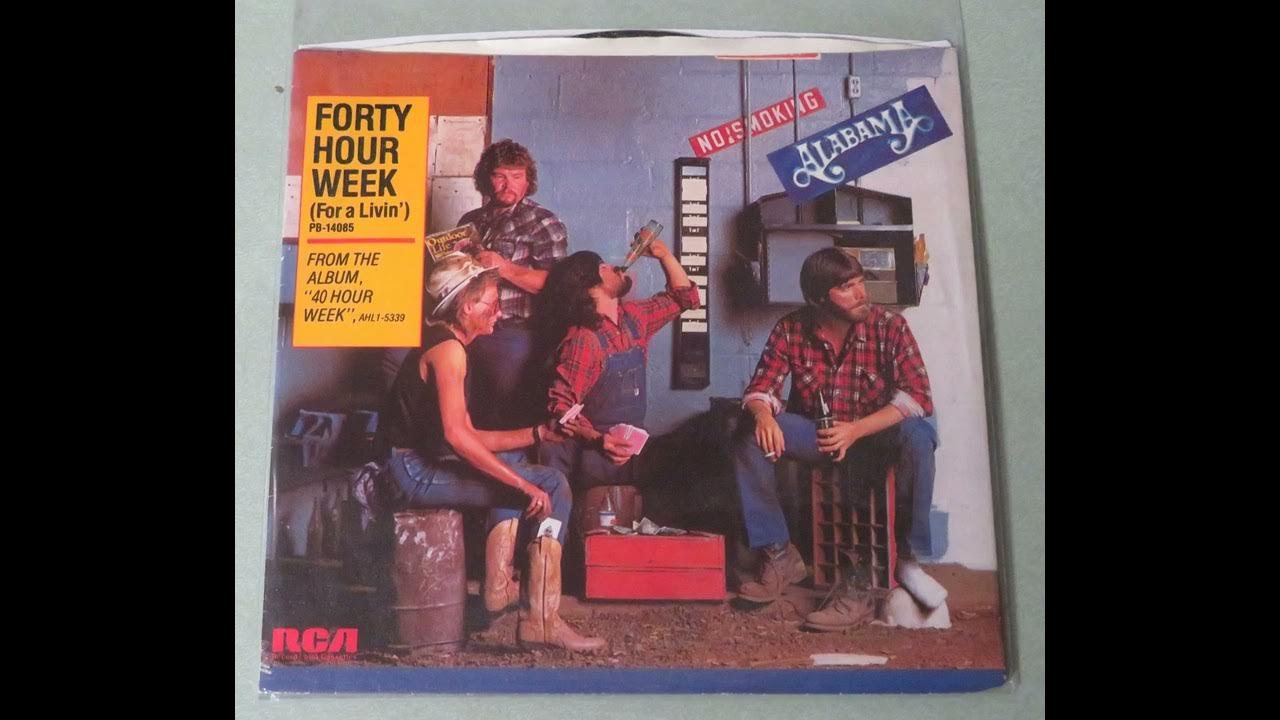 FORTY
HOUR
WEEK
(For a Livin')
PB-14085
FROM THE
ALBUM,
"40 HOUR
WEEK", AHL1-5339
NO SMOKING
ALABAMA
Outdoor
Life
RCA